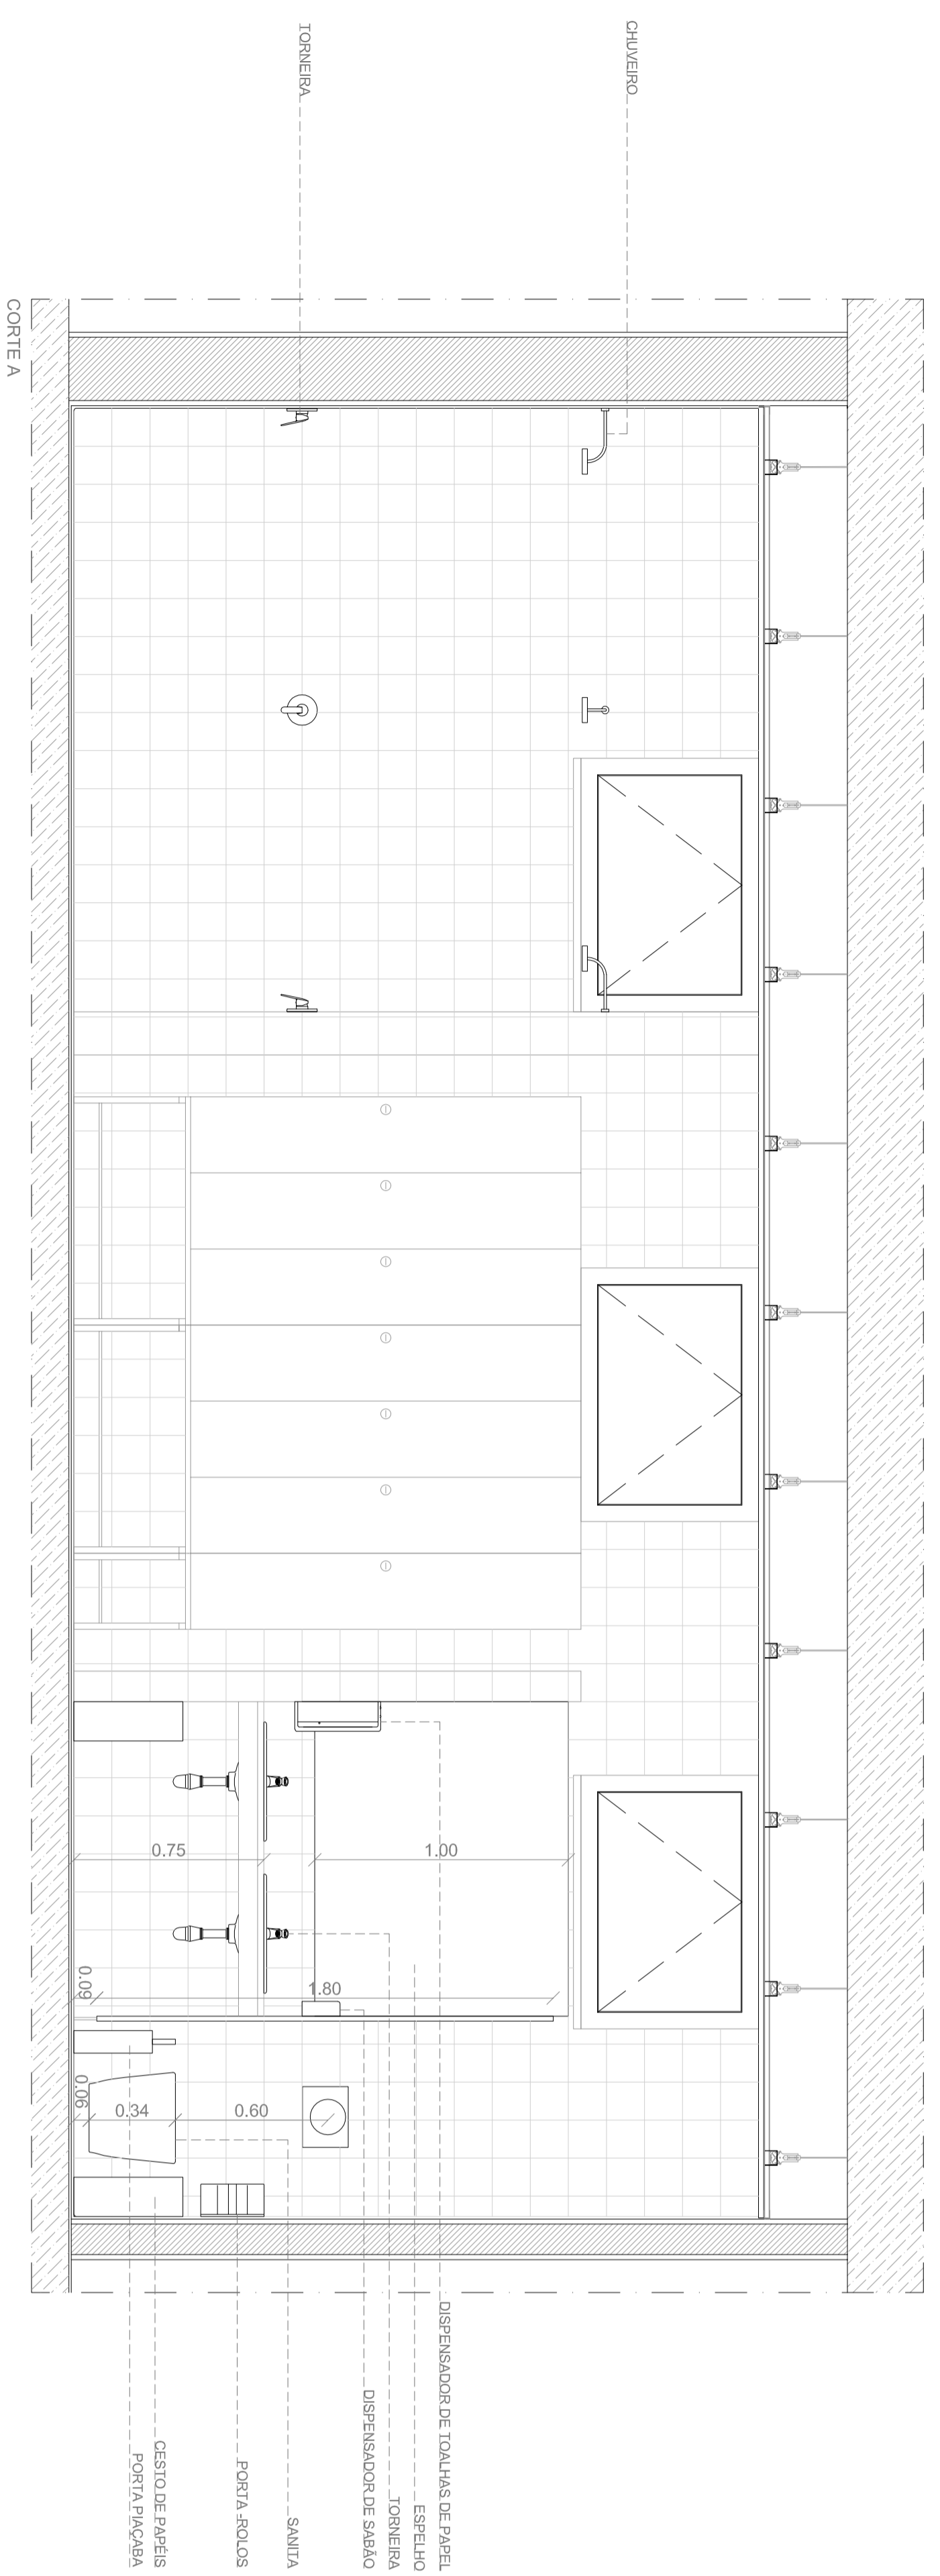 CHUVEIRO
TORNEIRA
1.00
0.75
1.80
0.09
0.60
0.34
0.06
DISPENSADOR DE TOALHAS DE PAPEL
ESPELHO
TORNEIRA
DISPENSADOR DE SABÃO
SANITA
PORTA -ROLOS
CESTO DE PAPÉIS
PORTA PIAÇABA
CORTE A